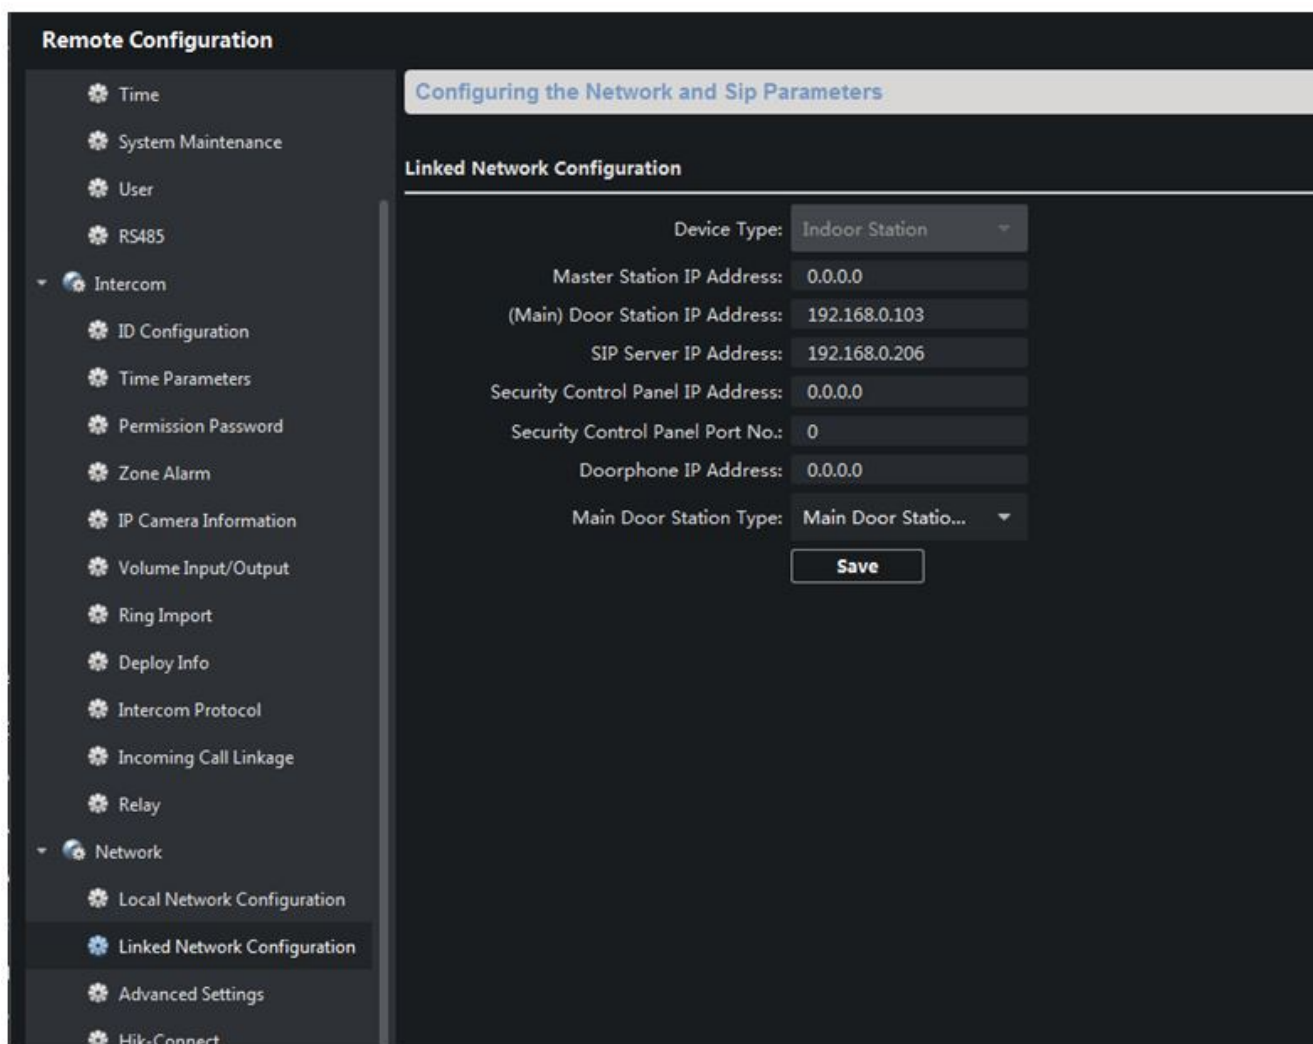 Remote Configuration
Time
System Maintenance
User
RS485
Intercom
ID Configuration
Time Parameters
Permission Password
Zone Alarm
IP Camera Information
Volume Input/Output
Ring Import
Deploy Info
Intercom Protocol
Incoming Call Linkage
Relay
Network
Local Network Configuration
Linked Network Configuration
Advanced Settings
Hik-Connect
Configuring the Network and Sip Parameters
Linked Network Configuration
Device Type: Indoor Station
Master Station IP Address: 0.0.0.0
(Main) Door Station IP Address: 192.168.0.103
SIP Server IP Address: 192.168.0.206
Security Control Panel IP Address: 0.0.0.0
Security Control Panel Port No.: 0
Doorphone IP Address: 0.0.0.0
Main Door Station Type: Main Door Statio...
Save